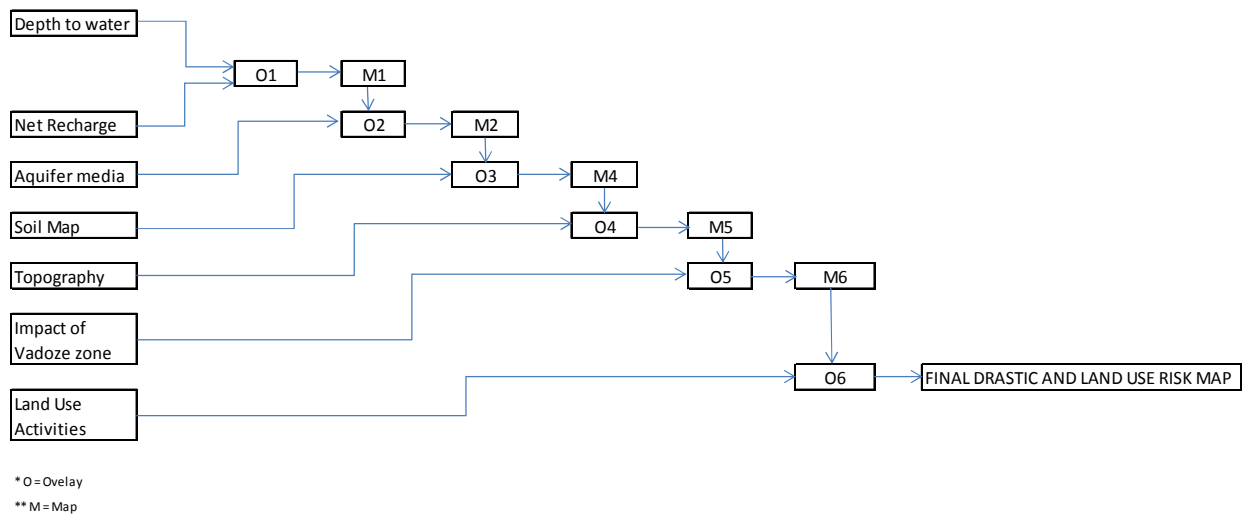 Depth to water
O1
M1
Net Recharge
O2
M2
Aquifer media
O3
M4
Soil Map
O4
M5
Topography
O5
M6
Impact of
Vadoze zone
O6
FINAL DRASTIC AND LAND USE RISK MAP
Land Use
Activities
* O = Ovelay
** M = Map